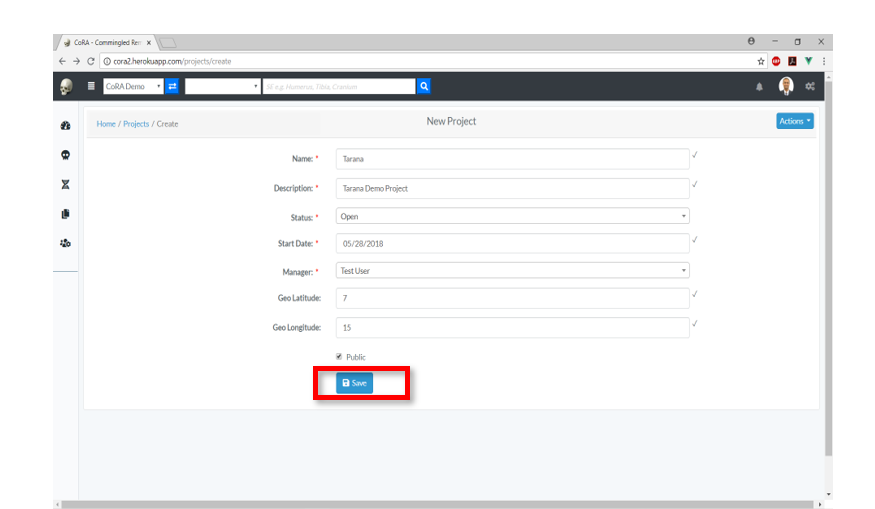 CoRA - Commingled Rem
cora2.herokuapp.com/projects/create
CoRA Demo
SE e.g. Humerus, Tibia, Cranium
Home / Projects / Create
New Project
Actions
Name: *
Tarana
Description: *
Tarana Demo Project
Status: *
Open
Start Date: *
05/28/2018
Manager: *
Test User
Geo Latitude:
7
Geo Longitude:
15
Public
Save